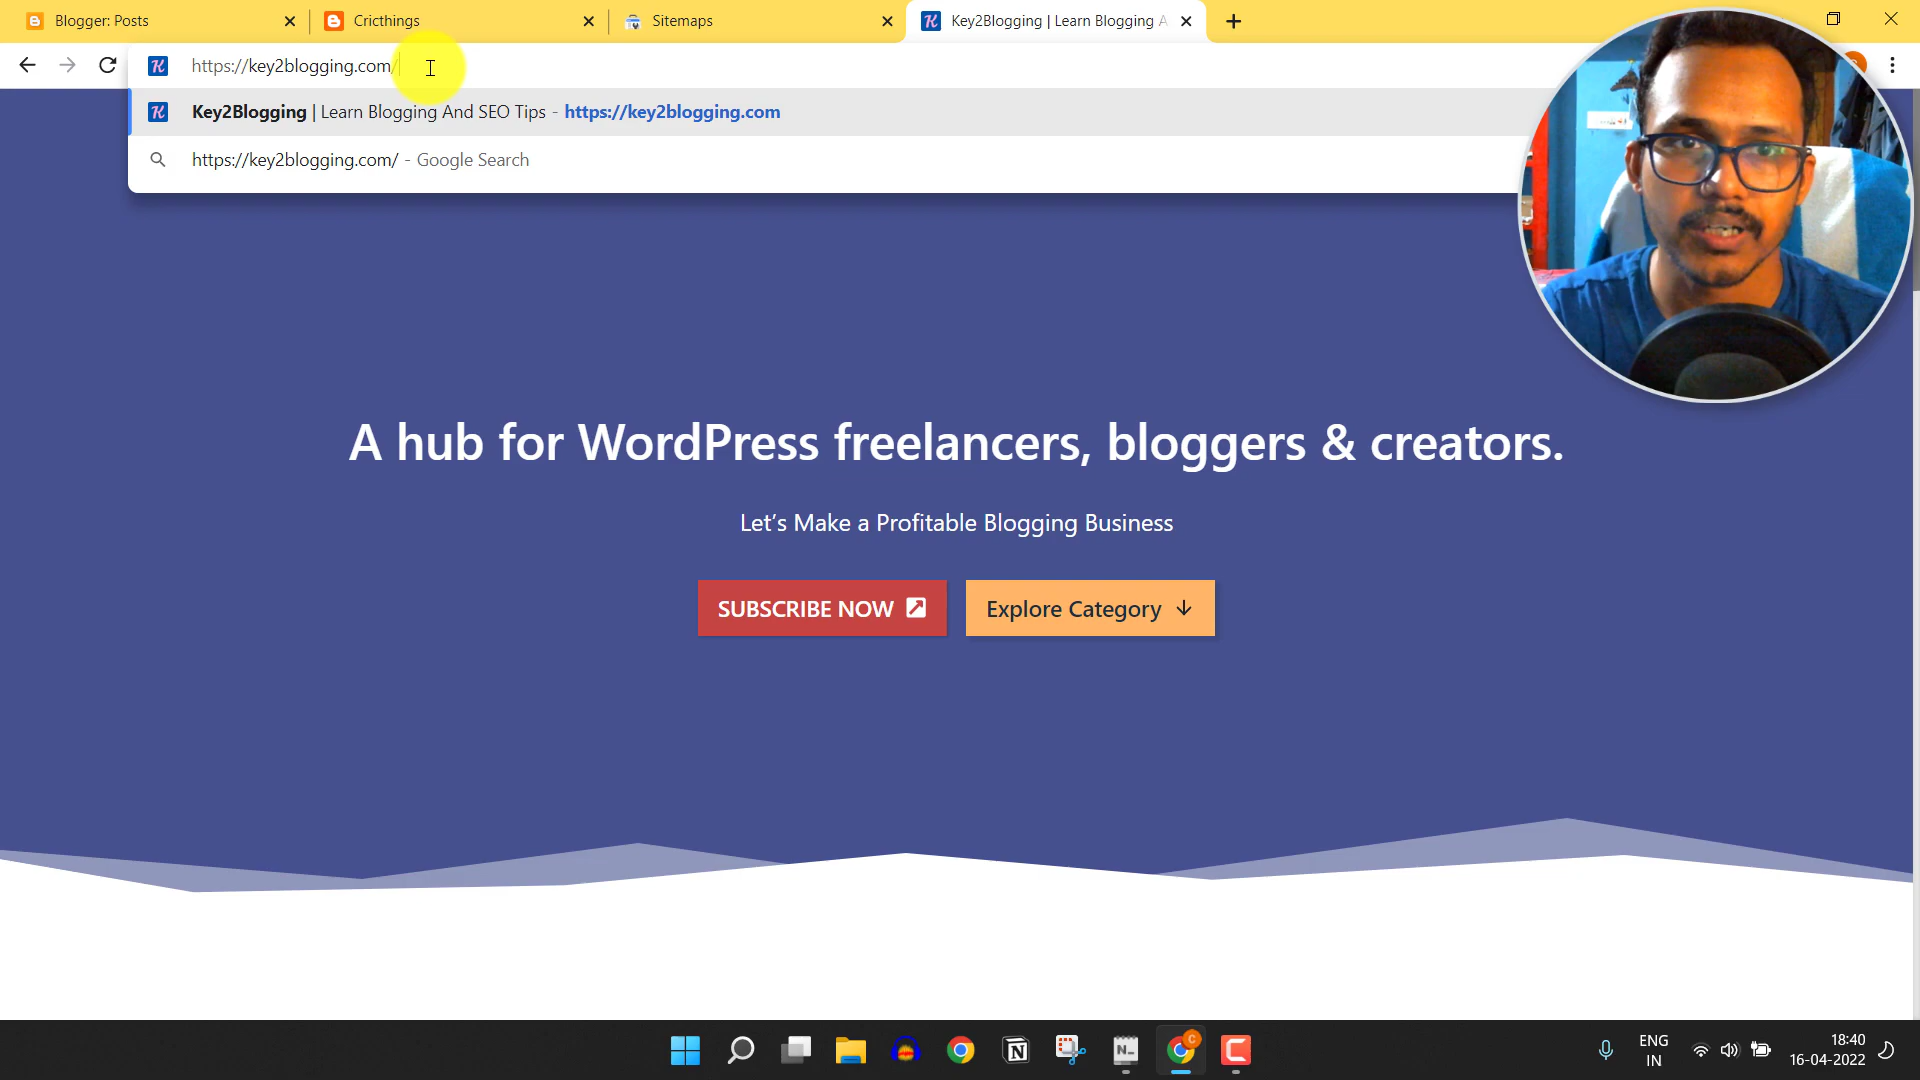 Blogger: Posts
Cricthings
Sitemaps
Key2Blogging | Learn Blogging A
https://key2blogging.com/
Key2Blogging | Learn Blogging And SEO Tips - https://key2blogging.com
https://key2blogging.com/ - Google Search
A hub for WordPress freelancers, bloggers & creators.
Let's Make a Profitable Blogging Business
SUBSCRIBE NOW
Explore Category
ENG
IN
18:40
16-04-2022